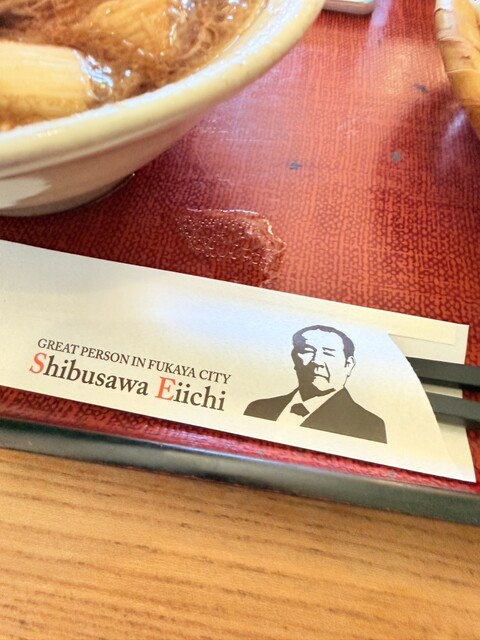 GREAT PERSON IN FUKAYA CITY
Shibusawa Eiichi